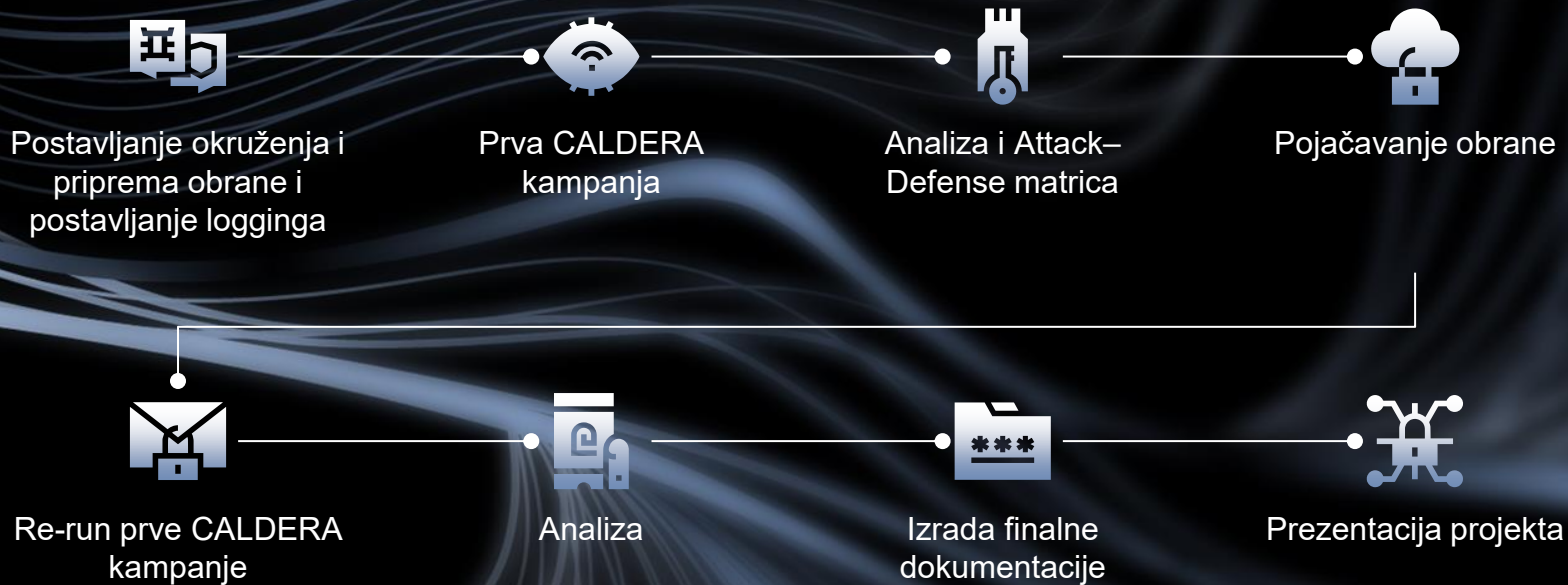 Postavljanje okruženja i
priprema obrane i
postavljanje logginga
Prva CALDERA
kampanja
Analiza i Attack–
Defense matrica
Pojačavanje obrane
Re-run prve CALDERA
kampanje
Analiza
***
Izrada finalne
dokumentacije
Prezentacija projekta